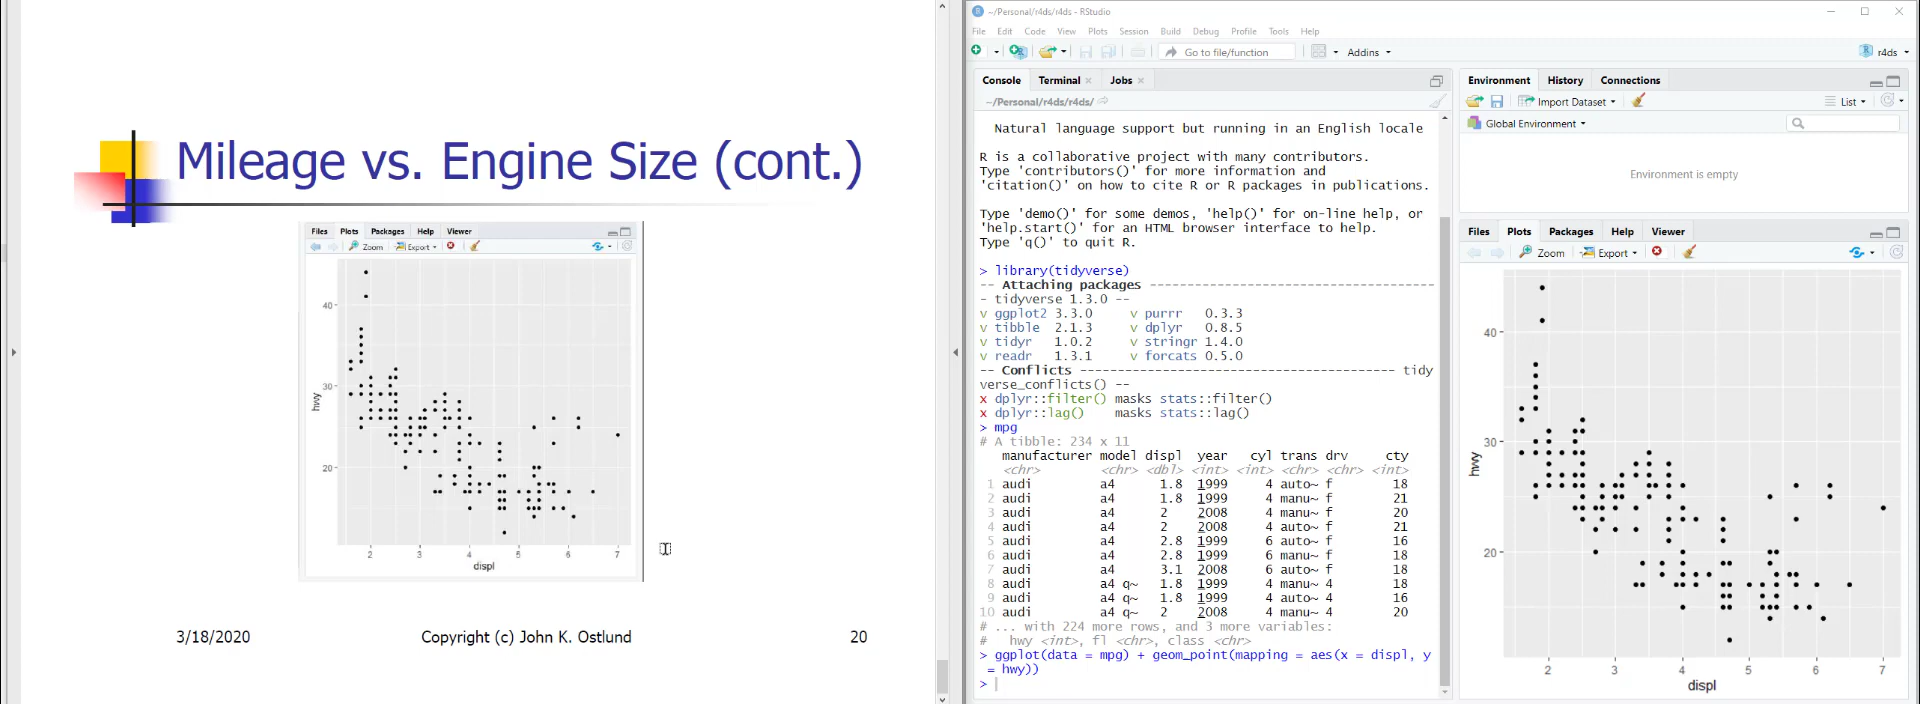 Mileage vs. Engine Size (cont.)
Files Plots Packages Help Viewer
Zoom Export
40
30
20
hwy
2 3 4 5 6 7
displ
3/18/2020 Copyright (c) John K. Ostlund 20
~/Personal/r4ds/r4ds - RStudio
File Edit Code View Plots Session Build Debug Profile Tools Help
Go to file/function Addins r4ds
Console Terminal Jobs
~/Personal/r4ds/r4ds/
Natural language support but running in an English locale
R is a collaborative project with many contributors.
Type 'contributors()' for more information and
'citation()' on how to cite R or R packages in publications.
Type 'demo()' for some demos, 'help()' for on-line help, or
'help.start()' for an HTML browser interface to help.
Type 'q()' to quit R.
> library(tidyverse)
-- Attaching packages --------------------------------------
- tidyverse 1.3.0 --
v ggplot2 3.3.0 v purrr 0.3.3
v tibble 2.1.3 v dplyr 0.8.5
v tidyr 1.0.2 v stringr 1.4.0
v readr 1.3.1 v forcats 0.5.0
-- Conflicts ------------------------------------------ tidy
verse_conflicts() --
x dplyr::filter() masks stats::filter()
x dplyr::lag() masks stats::lag()
> mpg
# A tibble: 234 x 11
manufacturer model displ year cyl trans drv cty
<chr> <chr> <dbl> <int> <int> <chr> <chr> <int>
1 audi a4 1.8 1999 4 auto~ f 18
2 audi a4 1.8 1999 4 manu~ f 21
3 audi a4 2 2008 4 manu~ f 20
4 audi a4 2 2008 4 auto~ f 21
5 audi a4 2.8 1999 6 auto~ f 16
6 audi a4 2.8 1999 6 manu~ f 18
7 audi a4 3.1 2008 6 auto~ f 18
8 audi a4 q~ 1.8 1999 4 manu~ 4 18
9 audi a4 q~ 1.8 1999 4 auto~ 4 16
10 audi a4 q~ 2 2008 4 manu~ 4 20
# ... with 224 more rows, and 3 more variables:
# hwy <int>, fl <chr>, class <chr>
> ggplot(data = mpg) + geom_point(mapping = aes(x = displ, y
= hwy))
>
Environment History Connections
Import Dataset List
Global Environment
Environment is empty
Files Plots Packages Help Viewer
Zoom Export
40
30
20
hwy
2 3 4 5 6 7
displ